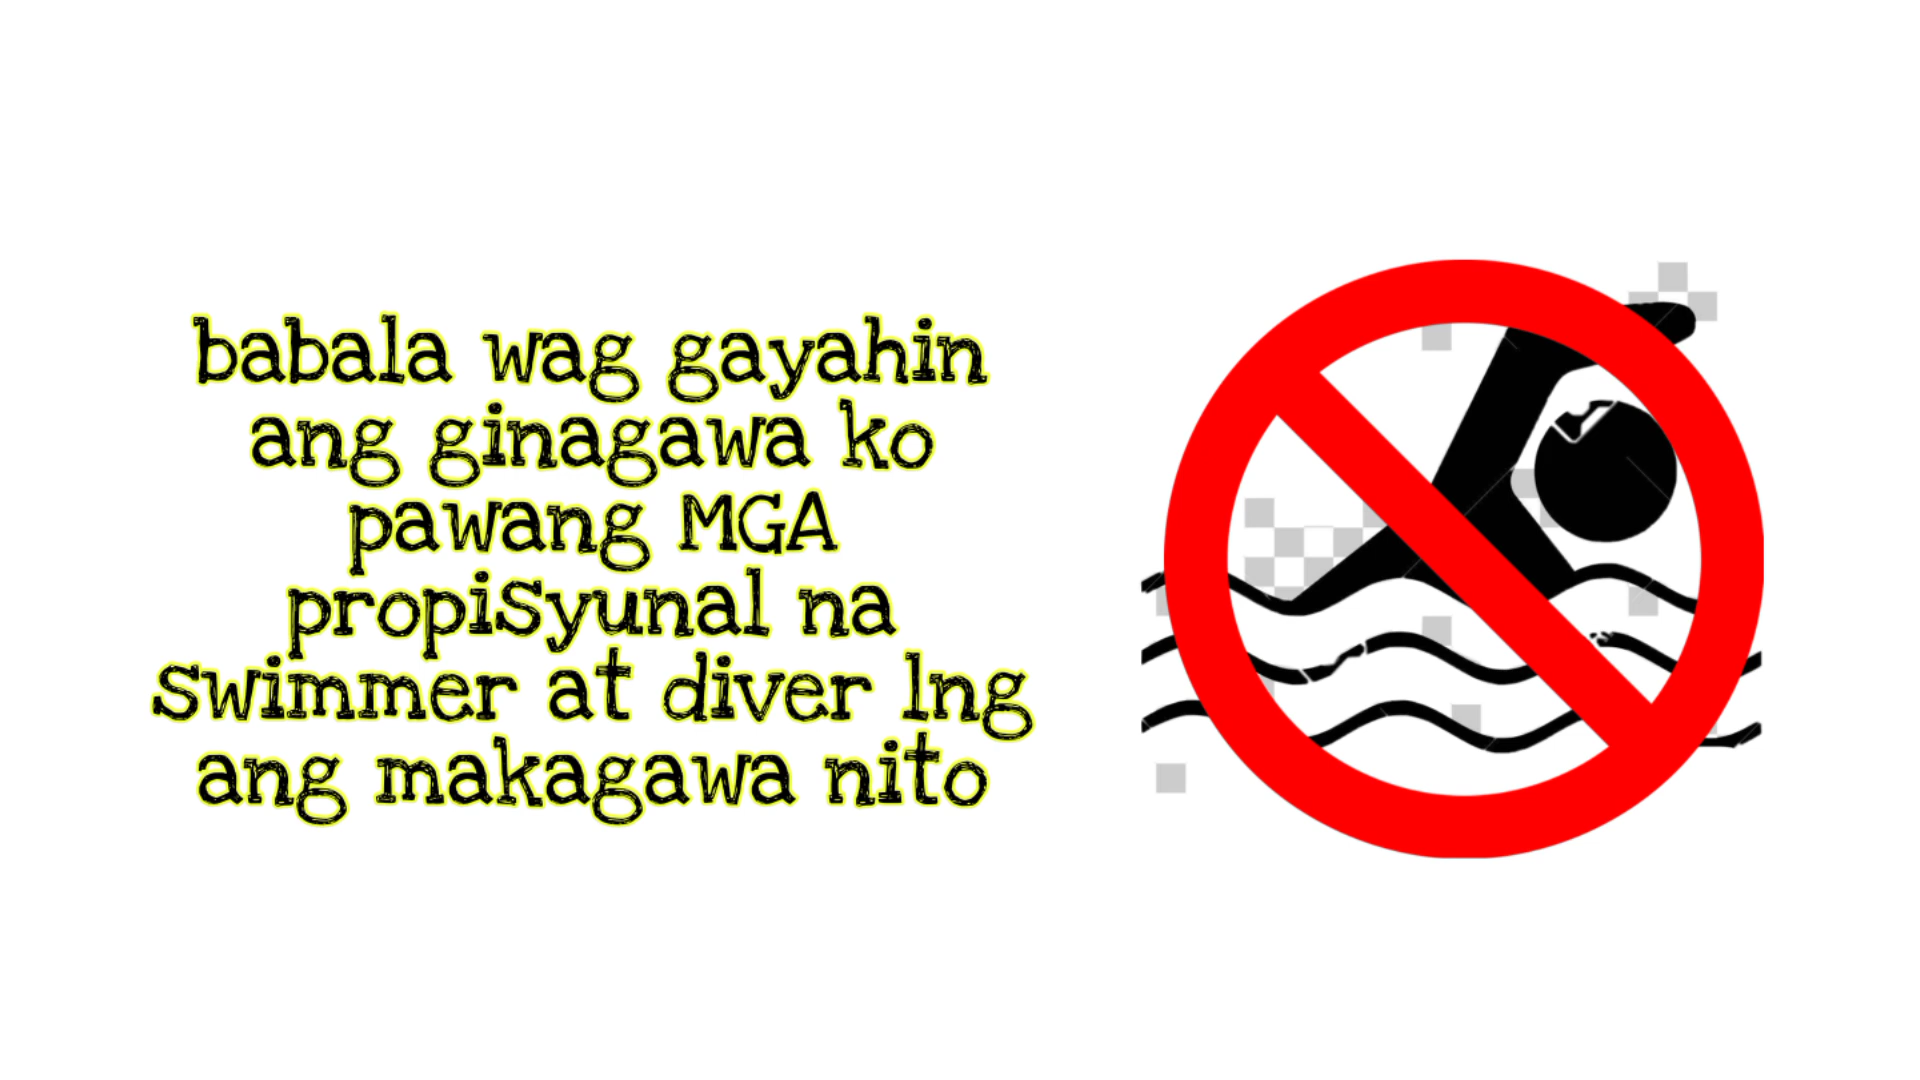 babala wag gayahin
ang ginagawa ko
pawang MGA
propisyunal na
swimmer at diver lng
ang makagawa nito